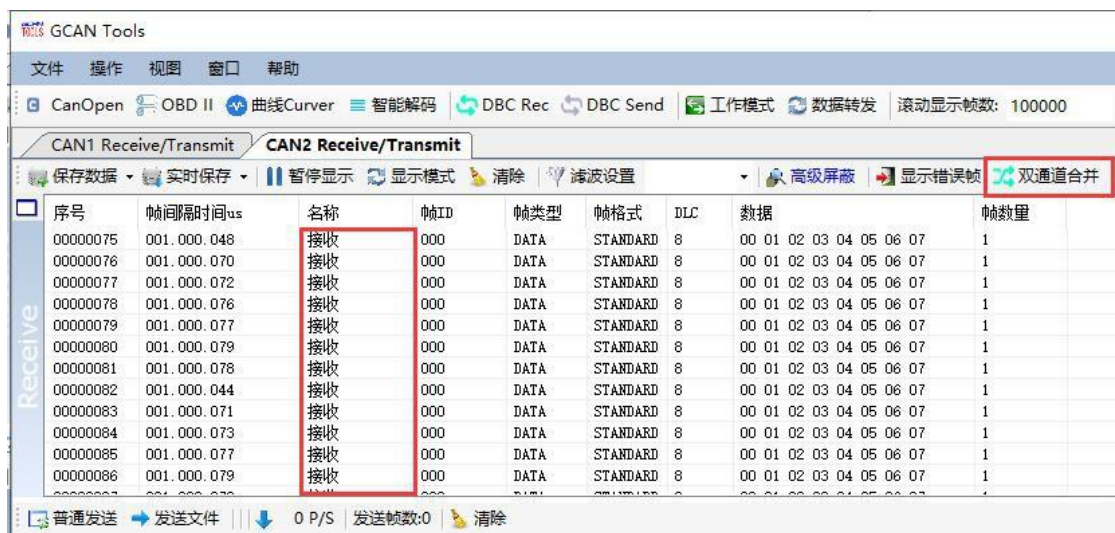 GCAN TOOLS GCAN Tools
文件 操作 视图 窗口 帮助
CanOpen OBD II 曲线Curver 智能解码 DBC Rec DBC Send 工作模式 数据转发 滚动显示帧数: 100000
CAN1 Receive/Transmit CAN2 Receive/Transmit
保存数据 实时保存 暂停显示 显示模式 清除 滤波设置 高级屏蔽 显示错误帧 双通道合并
序号 帧间隔时间us 名称 帧ID 帧类型 帧格式 DLC 数据 帧数量
00000075 001.000.048 接收 000 DATA STANDARD 8 00 01 02 03 04 05 06 07 1
00000076 001.000.070 接收 000 DATA STANDARD 8 00 01 02 03 04 05 06 07 1
00000077 001.000.072 接收 000 DATA STANDARD 8 00 01 02 03 04 05 06 07 1
00000078 001.000.076 接收 000 DATA STANDARD 8 00 01 02 03 04 05 06 07 1
00000079 001.000.077 接收 000 DATA STANDARD 8 00 01 02 03 04 05 06 07 1
00000080 001.000.079 接收 000 DATA STANDARD 8 00 01 02 03 04 05 06 07 1
00000081 001.000.078 接收 000 DATA STANDARD 8 00 01 02 03 04 05 06 07 1
00000082 001.000.044 接收 000 DATA STANDARD 8 00 01 02 03 04 05 06 07 1
00000083 001.000.071 接收 000 DATA STANDARD 8 00 01 02 03 04 05 06 07 1
00000084 001.000.073 接收 000 DATA STANDARD 8 00 01 02 03 04 05 06 07 1
00000085 001.000.077 接收 000 DATA STANDARD 8 00 01 02 03 04 05 06 07 1
00000086 001.000.079 接收 000 DATA STANDARD 8 00 01 02 03 04 05 06 07 1
Receive
普通发送 发送文件 0 P/S 发送帧数:0 清除